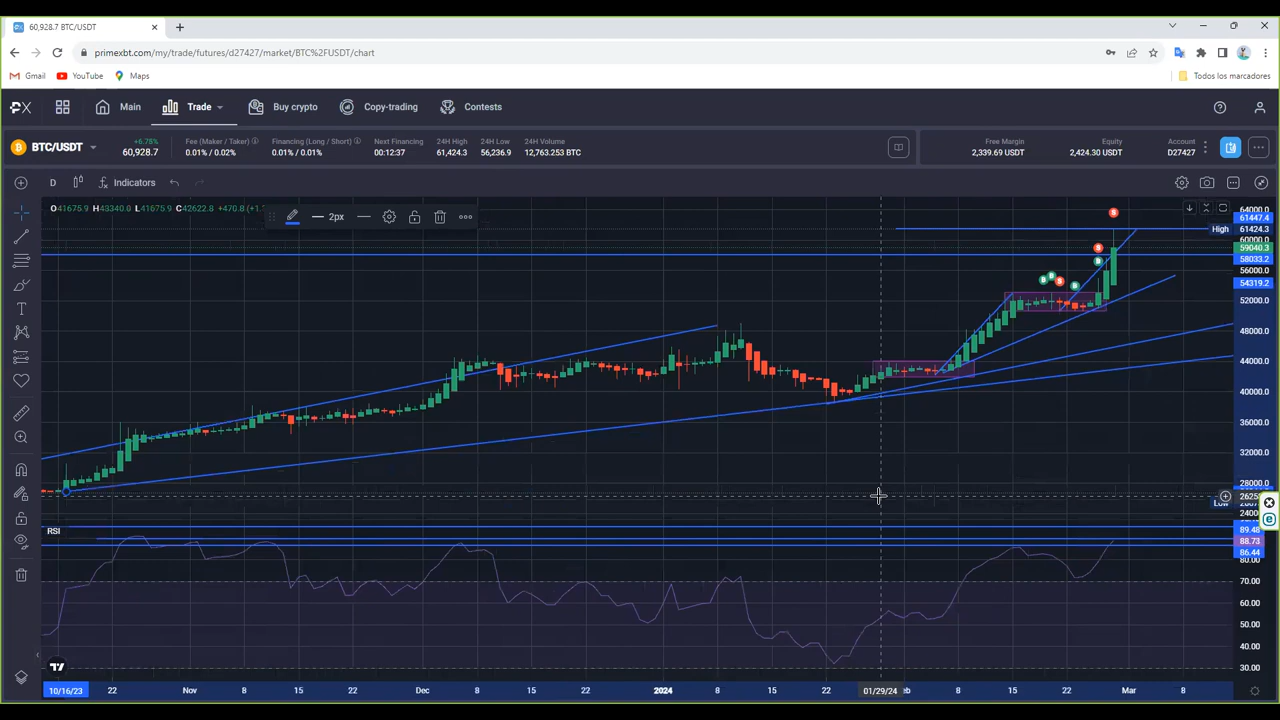 60,928.7 BTC/USDT
primexbt.com/my/trade/futures/d27427/market/BTC%2FUSDT/chart
Gmail YouTube Maps Todos los marcadores
Main Trade Buy crypto Copy-trading Contests
BTC/USDT
+6.78%
60,928.7
Fee (Maker / Taker)
0.01% / 0.02%
Financing (Long / Short)
0.01% / 0.01%
Next Financing
00:12:37
24H High
61,424.3
24H Low
56,236.9
24H Volume
12,763.253 BTC
Free Margin
2,339.69 USDT
Equity
2,424.30 USDT
Account
D27427
D Indicators
O41675.9 H43340.0 L41675.9 C42622.8 +470.8
2px
64000.0
61447.4
High 61424.3
60000.0
59040.3
58033.2
56000.0
54319.2
52000.0
48000.0
44000.0
40000.0
36000.0
32000.0
28000.0
Low
RSI
89.48
88.73
86.44
80.00
70.00
60.00
50.00
40.00
30.00
10/16/23 22 Nov 8 15 22 Dec 8 15 22 2024 8 15 22 01/29/24 8 15 22 Mar 8